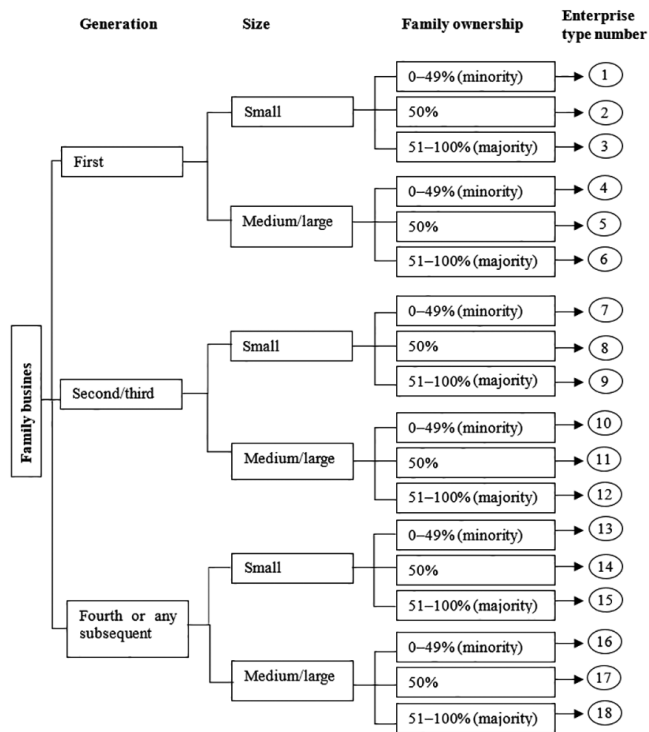 Generation
Size
Family ownership
Enterprise
type number
Family busines
First
Small
0–49% (minority)
1
50%
2
51–100% (majority)
3
Medium/large
0–49% (minority)
4
50%
5
51–100% (majority)
6
Second/third
Small
0–49% (minority)
7
50%
8
51–100% (majority)
9
Medium/large
0–49% (minority)
10
50%
11
51–100% (majority)
12
Fourth or any
subsequent
Small
0–49% (minority)
13
50%
14
51–100% (majority)
15
Medium/large
0–49% (minority)
16
50%
17
51–100% (majority)
18